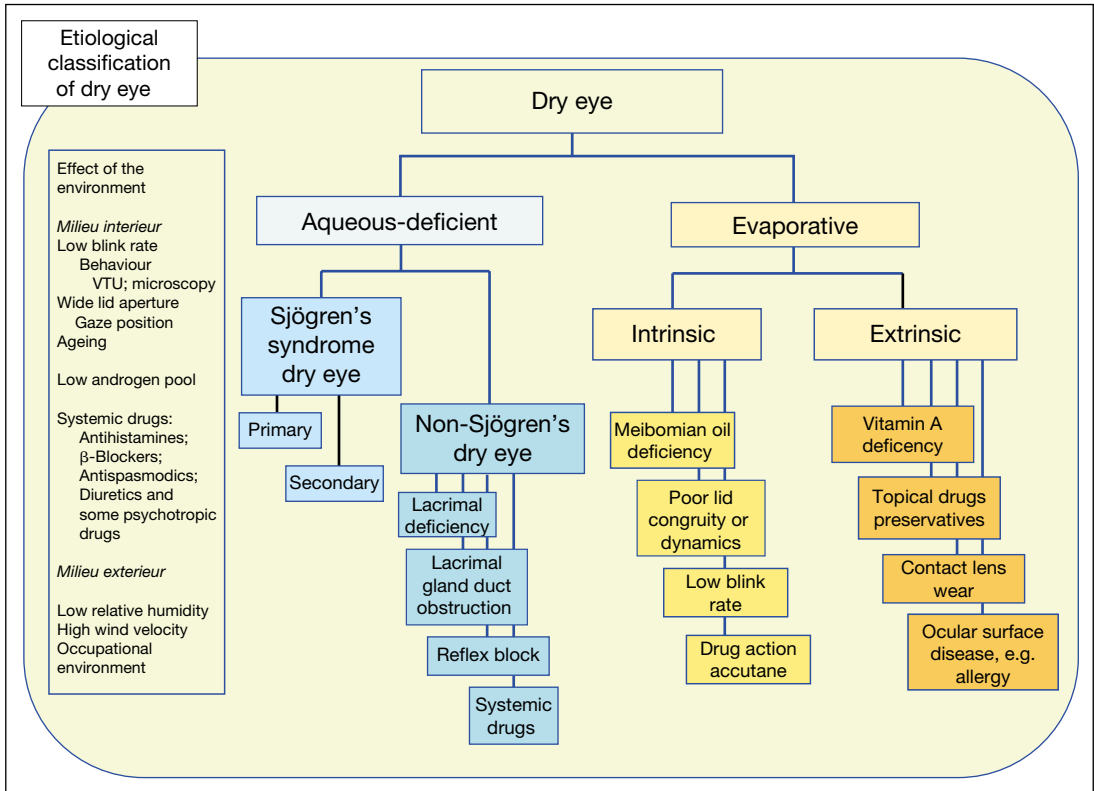 Etiological
classification
of dry eye
Dry eye
Effect of the
environment
Milieu interieur
Low blink rate
Behaviour
VTU; microscopy
Wide lid aperture
Gaze position
Ageing
Low androgen pool
Systemic drugs:
Antihistamines;
β-Blockers;
Antispasmodics;
Diuretics and
some psychotropic
drugs
Milieu exterieur
Low relative humidity
High wind velocity
Occupational
environment
Aqueous-deficient
Evaporative
Sjögren's
syndrome
dry eye
Primary
Secondary
Non-Sjögren's
dry eye
Lacrimal
deficiency
Lacrimal
gland duct
obstruction
Reflex block
Systemic
drugs
Intrinsic
Meibomian oil
deficiency
Poor lid
congruity or
dynamics
Low blink
rate
Drug action
accutane
Extrinsic
Vitamin A
deficency
Topical drugs
preservatives
Contact lens
wear
Ocular surface
disease, e.g.
allergy